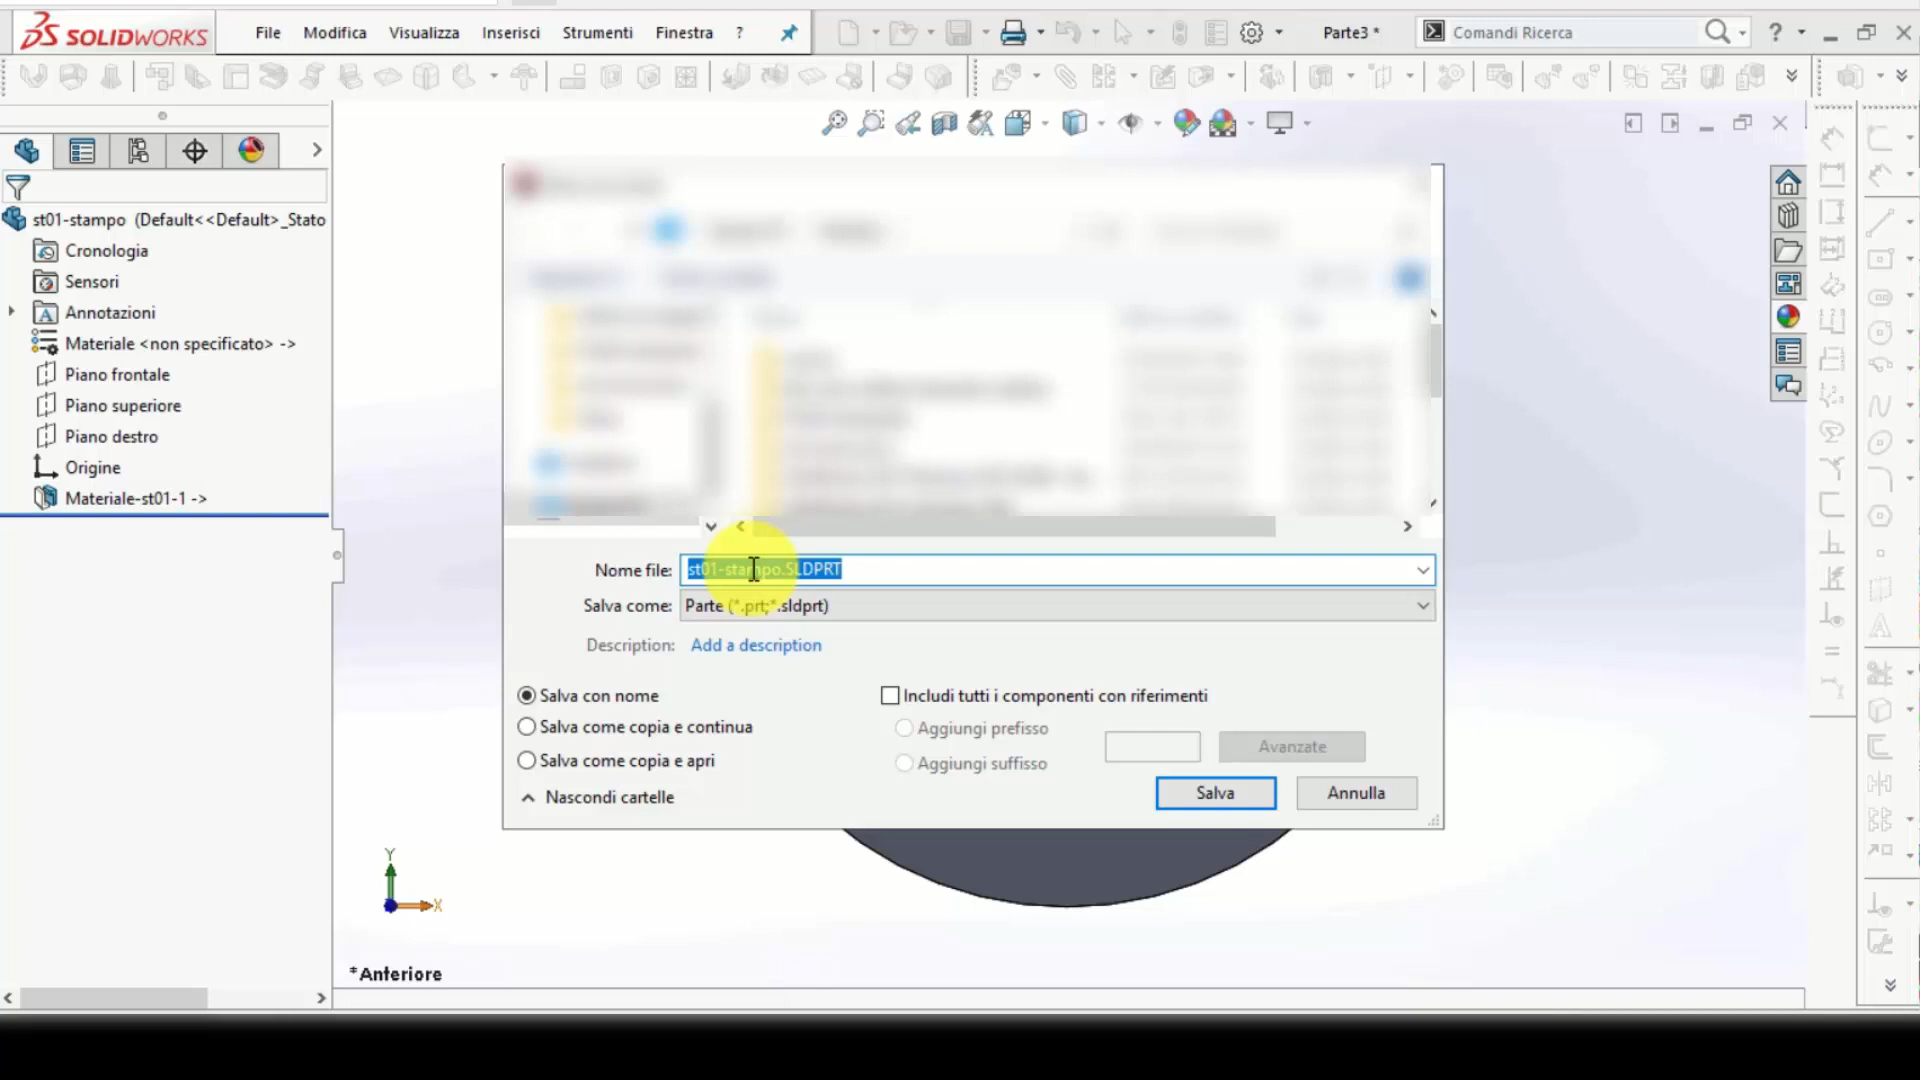 SOLIDWORKS
File Modifica Visualizza Inserisci Strumenti Finestra ?
Parte3 *
Comandi Ricerca
?
st01-stampo (Default<<Default>_Stato
Cronologia
Sensori
Annotazioni
Materiale <non specificato> ->
Piano frontale
Piano superiore
Piano destro
Origine
Materiale-st01-1 ->
Nome file: st01-stampo.SLDPRT
Salva come: Parte (*.prt;*.sldprt)
Description: Add a description
Salva con nome
Includi tutti i componenti con riferimenti
Salva come copia e continua
Aggiungi prefisso
Avanzate
Salva come copia e apri
Aggiungi suffisso
Nascondi cartelle
Salva
Annulla
Y
X
*Anteriore